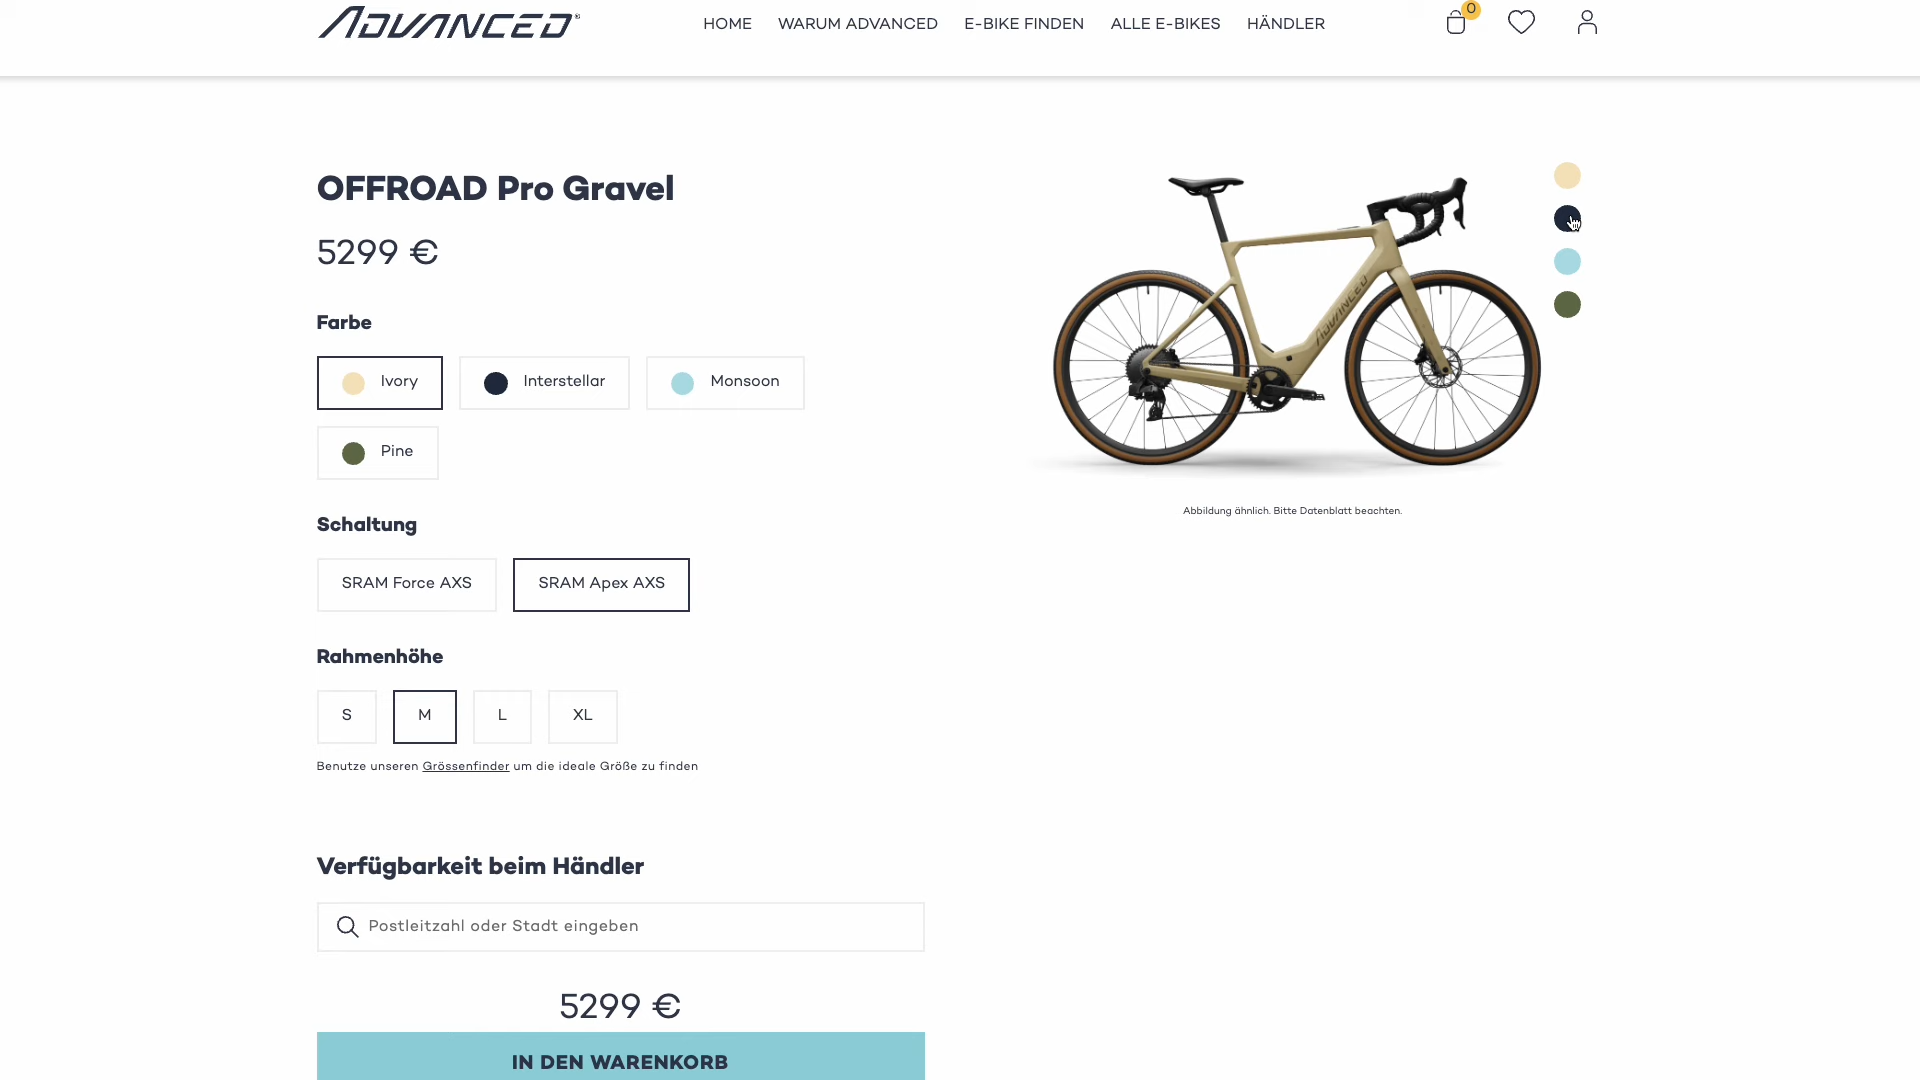 ADVANCED
HOME WARUM ADVANCED E-BIKE FINDEN ALLE E-BIKES HÄNDLER
0
OFFROAD Pro Gravel
5299 €
Farbe
Ivory Interstellar Monsoon
Pine
ADVANCED
Abbildung ähnlich. Bitte Datenblatt beachten.
Schaltung
SRAM Force AXS SRAM Apex AXS
Rahmenhöhe
S M L XL
Benutze unseren Grössenfinder um die ideale Größe zu finden
Verfügbarkeit beim Händler
Postleitzahl oder Stadt eingeben
5299 €
IN DEN WARENKORB